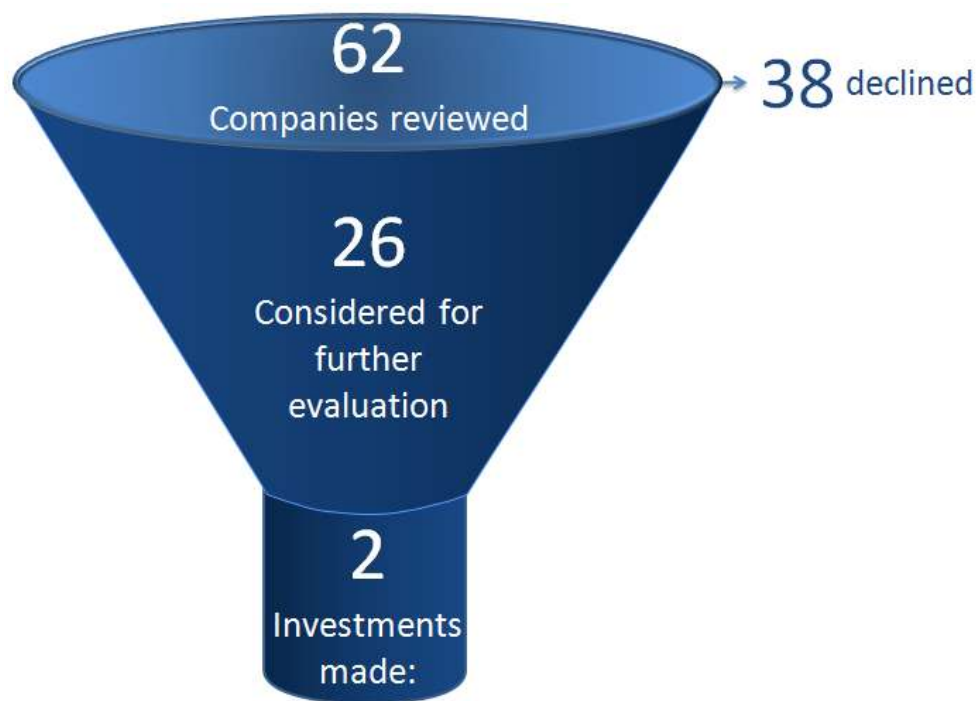 62
Companies reviewed
38 declined
26
Considered for
further
evaluation
2
Investments
made: